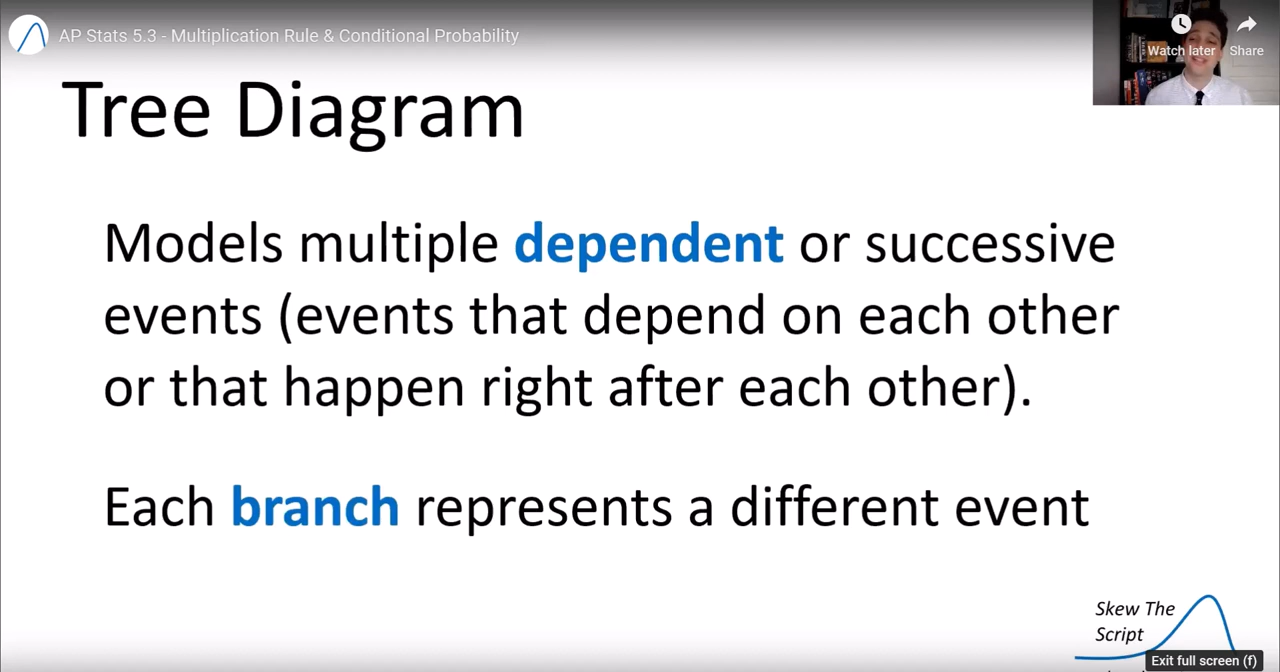 AP Stats 5.3 - Multiplication Rule & Conditional Probability
Watch later
Share
Tree Diagram
Models multiple dependent or successive
events (events that depend on each other
or that happen right after each other).
Each branch represents a different event
Skew The
Script
Exit full screen (f)